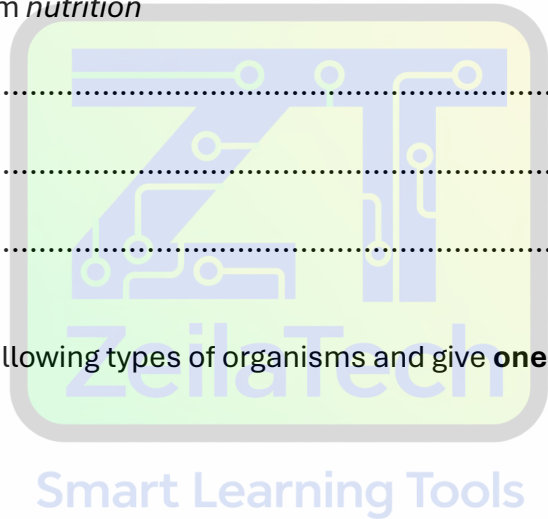 m nutrition
................................................................
................................................................
................................................................
llowing types of organisms and give one
ZeilaTech
Smart Learning Tools